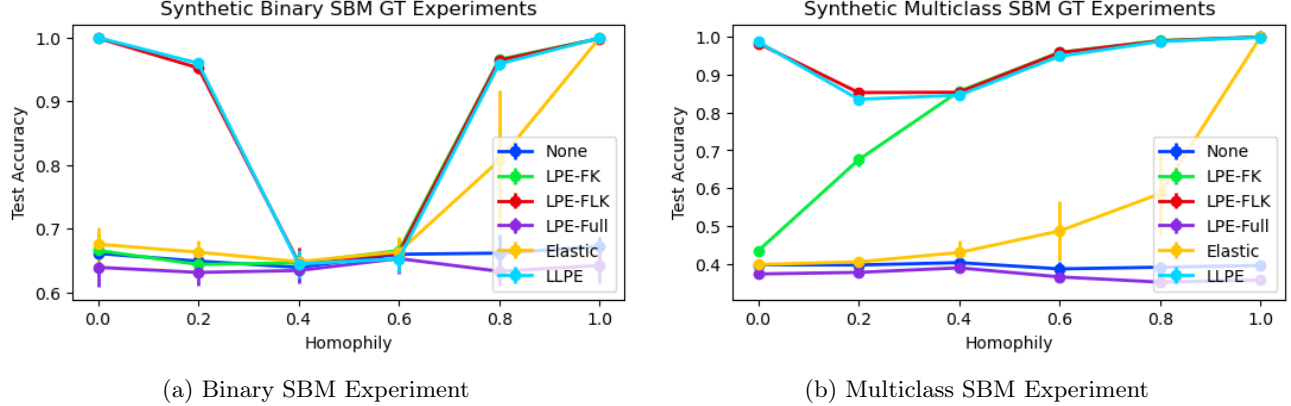 Synthetic Binary SBM GT Experiments
1.0
0.9
0.8
0.7
0.6
Test Accuracy
None
LPE-FK
LPE-FLK
LPE-Full
Elastic
LLPE
0.0 0.2 0.4 0.6 0.8 1.0
Homophily
(a) Binary SBM Experiment
Synthetic Multiclass SBM GT Experiments
1.0
0.9
0.8
0.7
0.6
0.5
0.4
Test Accuracy
None
LPE-FK
LPE-FLK
LPE-Full
Elastic
LLPE
0.0 0.2 0.4 0.6 0.8 1.0
Homophily
(b) Multiclass SBM Experiment